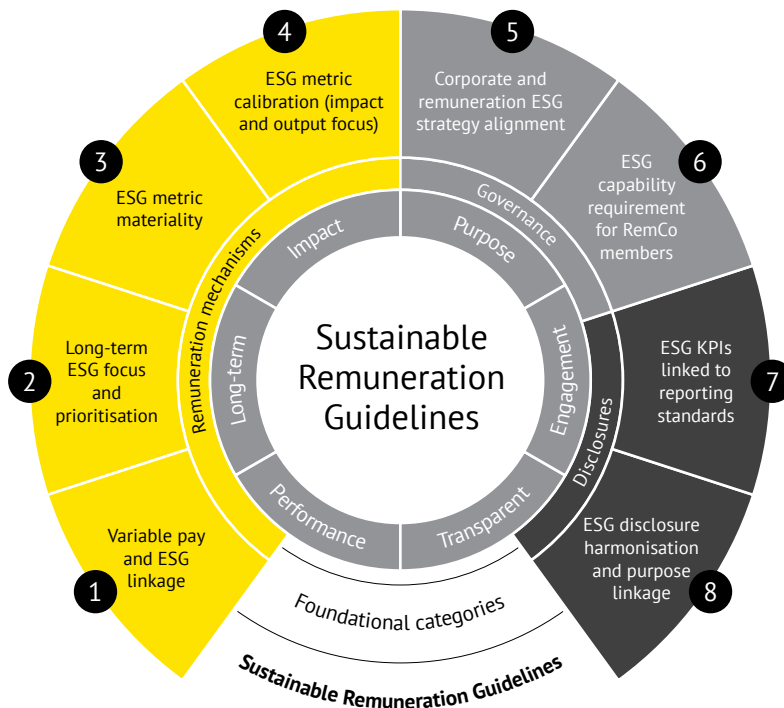 4
ESG metric
calibration (impact
and output focus)
5
Corporate and
remuneration ESG
strategy alignment
3
ESG metric
materiality
6
ESG
capability
requirement
for RemCo
members
2
Long-term
ESG focus
and
prioritisation
7
ESG KPIs
linked to
reporting
standards
1
Variable pay
and ESG
linkage
8
ESG disclosure
harmonisation
and purpose
linkage
Remuneration mechanisms
Governance
Disclosures
Impact
Purpose
Long-term
Engagement
Performance
Transparent
Sustainable
Remuneration
Guidelines
Foundational categories
Sustainable Remuneration Guidelines